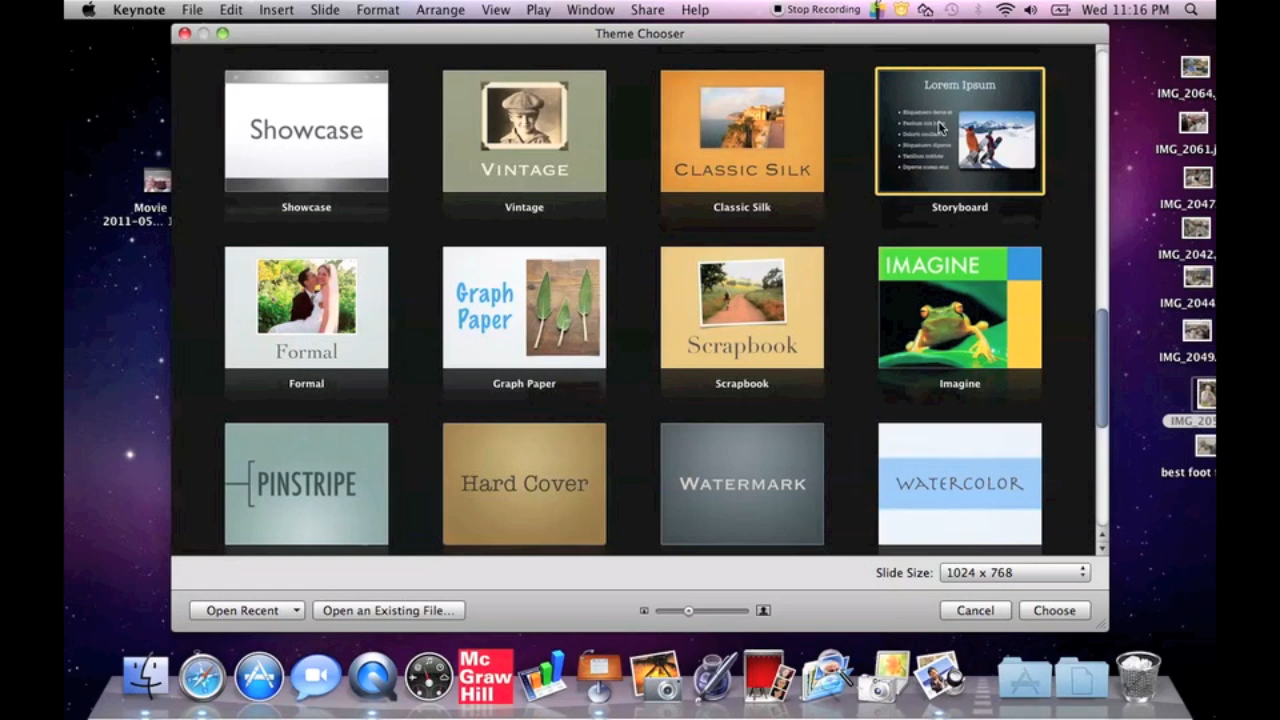 Keynote File Edit Insert Slide Format Arrange View Play Window Share Help Stop Recording Wed 11:16 PM
Theme Chooser
Showcase
VINTAGE
CLASSIC SILK
Lorem Ipsum
Showcase
Vintage
Classic Silk
Storyboard
Formal
Graph
Paper
Scrapbook
IMAGINE
Formal
Graph Paper
Scrapbook
Imagine
PINSTRIPE
Hard Cover
WATERMARK
WATERCOLOR
Slide Size: 1024 x 768
Open Recent
Open an Existing File...
Cancel
Choose
Movie
2011-05...
IMG_2064.
IMG_2061.j
IMG_2047.
IMG_2042.
IMG_2044
IMG_2049.
IMG_205
best foot
Mc
Graw
Hill